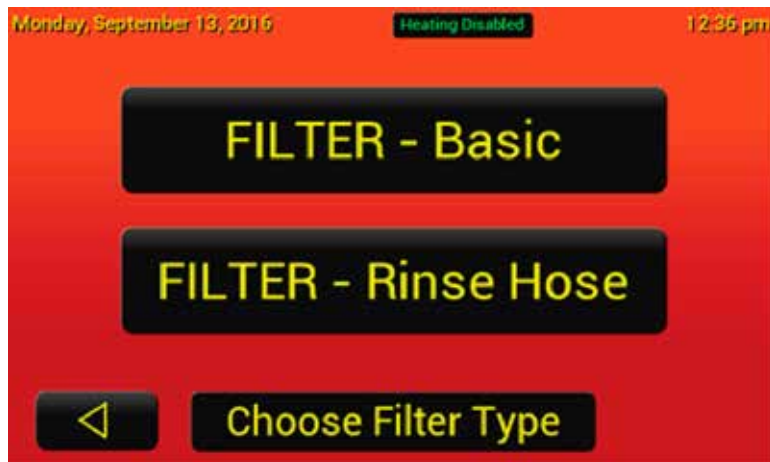 Monday, September 13, 2016 Heating Disabled 12:36 pm
FILTER - Basic
FILTER - Rinse Hose
Choose Filter Type